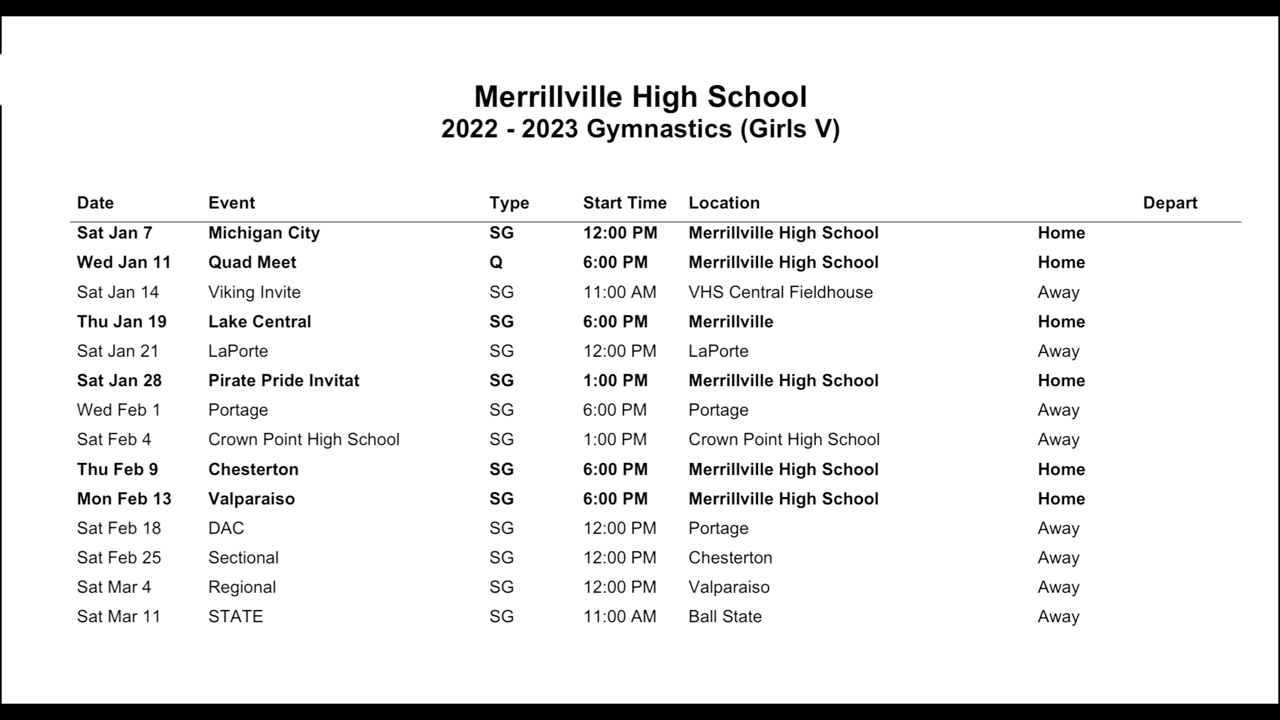 Merrillville High School
2022 - 2023 Gymnastics (Girls V)
Date Event Type Start Time Location Depart
Sat Jan 7 Michigan City SG 12:00 PM Merrillville High School Home
Wed Jan 11 Quad Meet Q 6:00 PM Merrillville High School Home
Sat Jan 14 Viking Invite SG 11:00 AM VHS Central Fieldhouse Away
Thu Jan 19 Lake Central SG 6:00 PM Merrillville Home
Sat Jan 21 LaPorte SG 12:00 PM LaPorte Away
Sat Jan 28 Pirate Pride Invitat SG 1:00 PM Merrillville High School Home
Wed Feb 1 Portage SG 6:00 PM Portage Away
Sat Feb 4 Crown Point High School SG 1:00 PM Crown Point High School Away
Thu Feb 9 Chesterton SG 6:00 PM Merrillville High School Home
Mon Feb 13 Valparaiso SG 6:00 PM Merrillville High School Home
Sat Feb 18 DAC SG 12:00 PM Portage Away
Sat Feb 25 Sectional SG 12:00 PM Chesterton Away
Sat Mar 4 Regional SG 12:00 PM Valparaiso Away
Sat Mar 11 STATE SG 11:00 AM Ball State Away